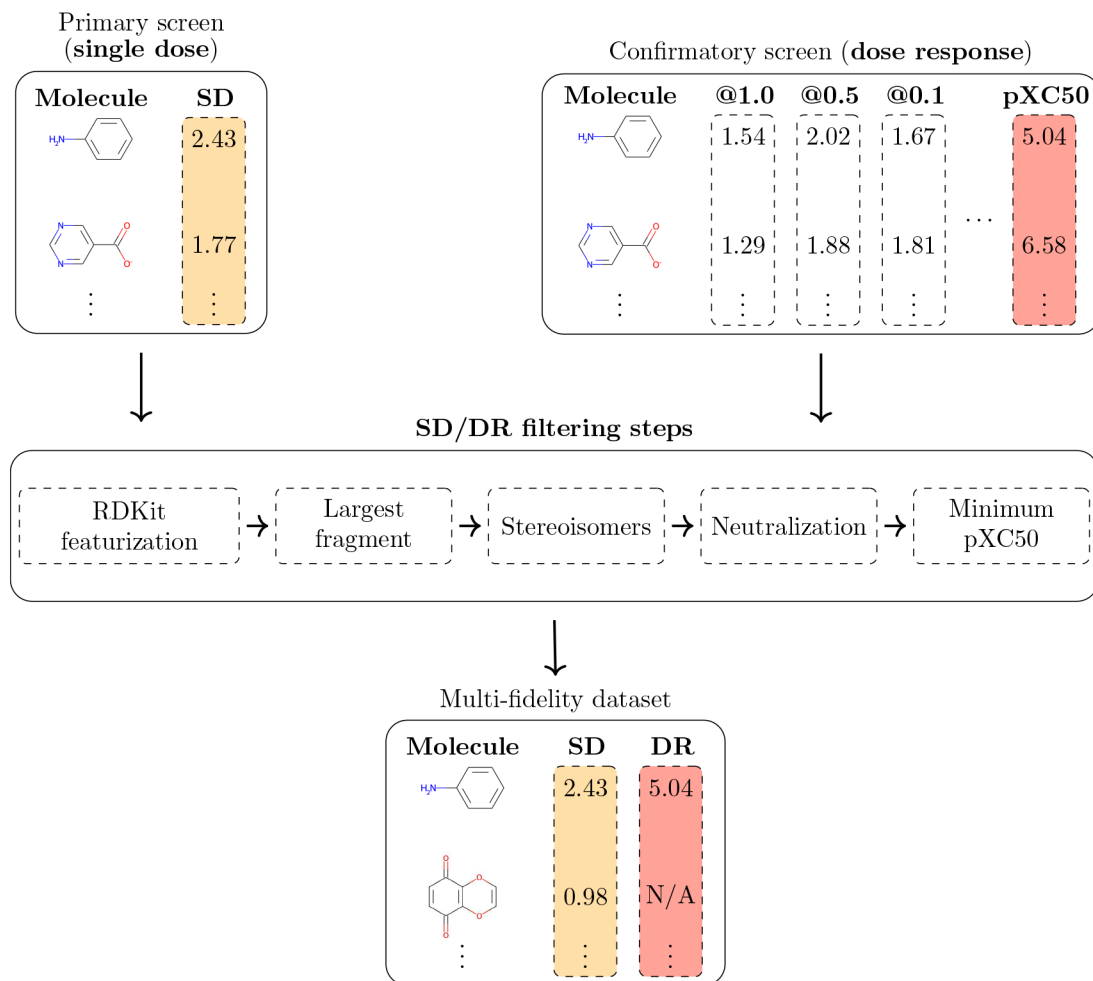 Primary screen
(single dose)
Molecule SD
H₂N 2.43
N O
1.77
N O-
⋮ ⋮
Confirmatory screen (dose response)
Molecule @1.0 @0.5 @0.1 pXC50
H₂N 1.54 2.02 1.67 5.04
...
N O
1.29 1.88 1.81 6.58
N O-
⋮ ⋮ ⋮ ⋮ ⋮
SD/DR filtering steps
RDKit
featurization
Largest
fragment
Stereoisomers
Neutralization
Minimum
pXC50
Multi-fidelity dataset
Molecule SD DR
H₂N 2.43 5.04
O O
0.98 N/A
O O
⋮ ⋮ ⋮